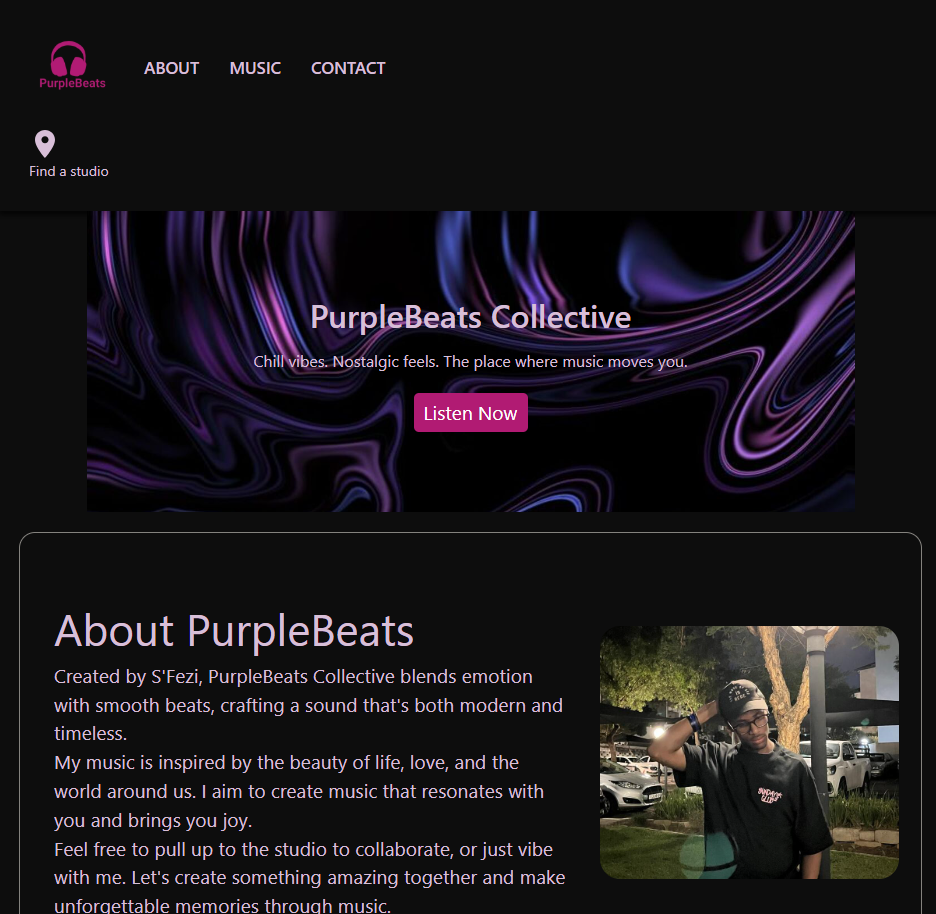 PurpleBeats
ABOUT MUSIC CONTACT
Find a studio
PurpleBeats Collective
Chill vibes. Nostalgic feels. The place where music moves you.
Listen Now
About PurpleBeats
Created by S'Fezi, PurpleBeats Collective blends emotion
with smooth beats, crafting a sound that's both modern and
timeless.
My music is inspired by the beauty of life, love, and the
world around us. I aim to create music that resonates with
you and brings you joy.
Feel free to pull up to the studio to collaborate, or just vibe
with me. Let's create something amazing together and make
unforgettable memories through music.